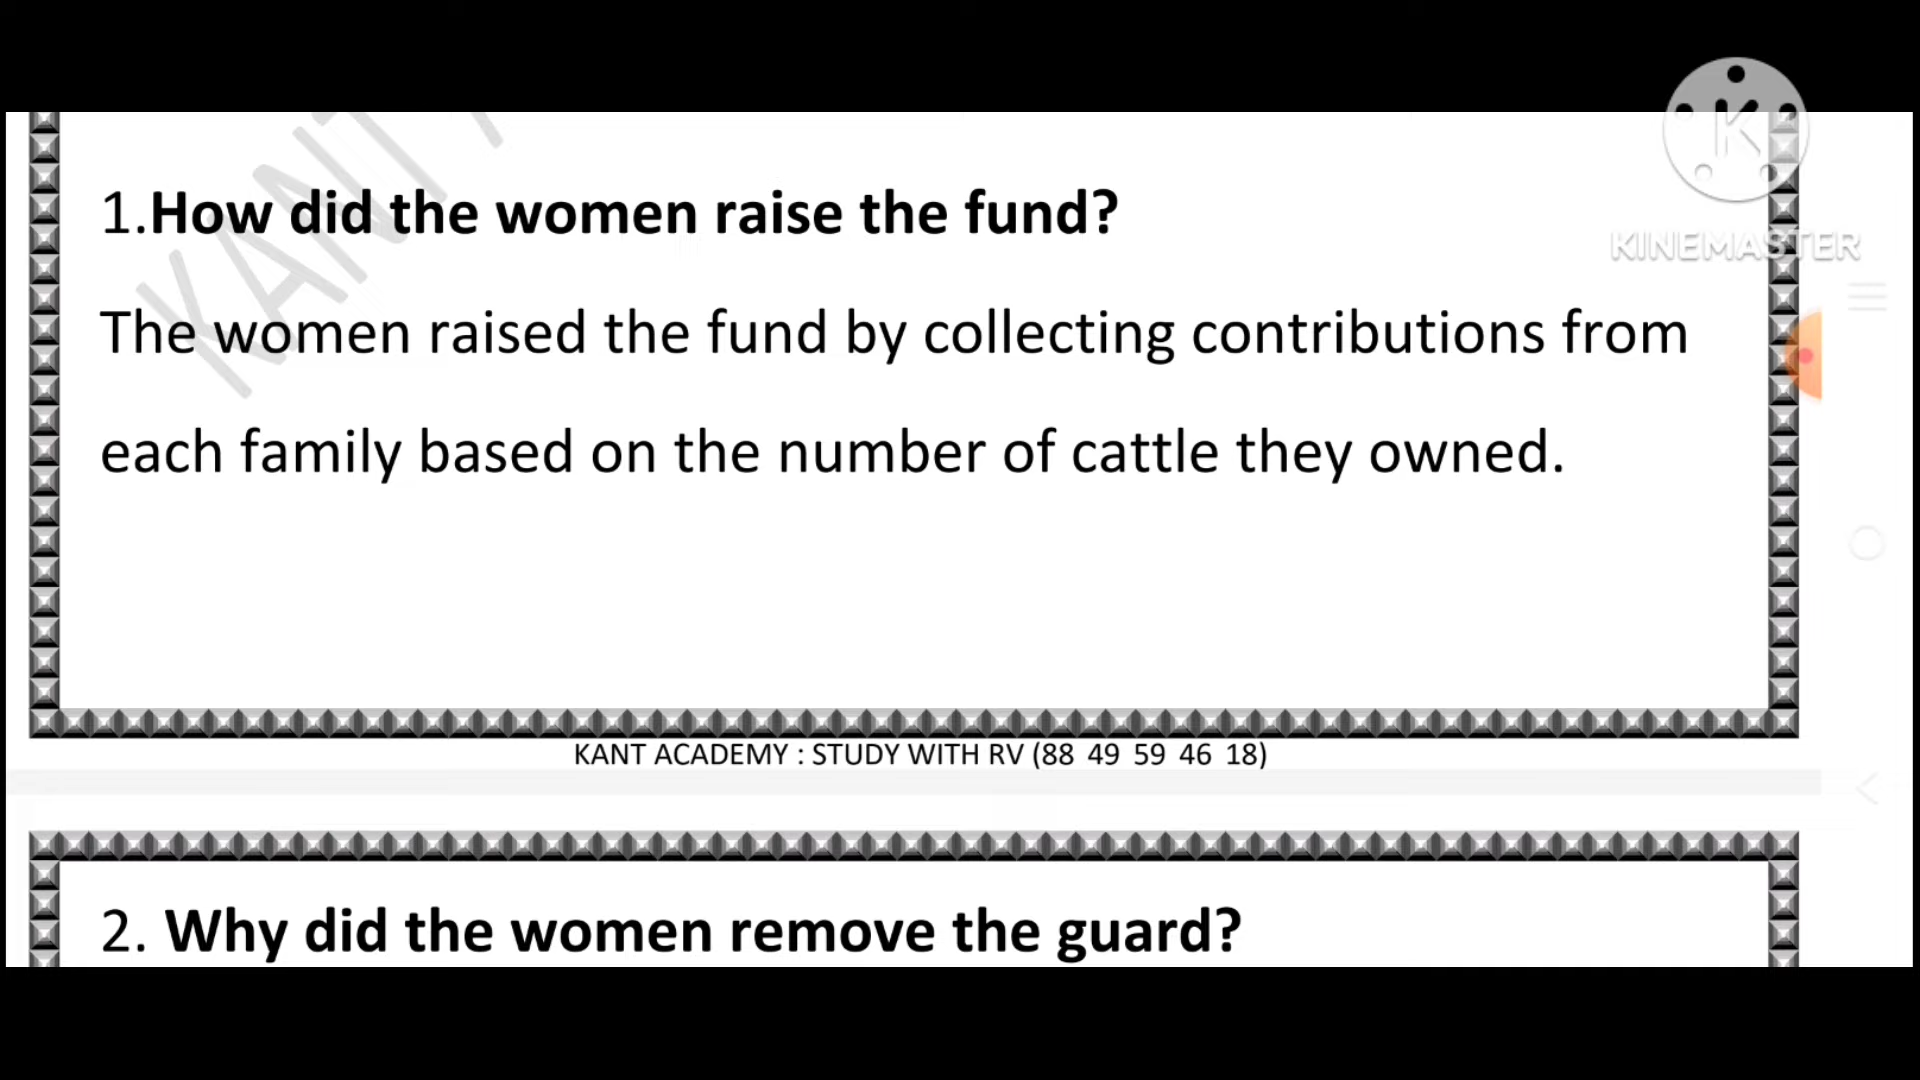 KANT
KINEMASTER
1.How did the women raise the fund?
The women raised the fund by collecting contributions from
each family based on the number of cattle they owned.
KANT ACADEMY : STUDY WITH RV (88 49 59 46 18)
2. Why did the women remove the guard?